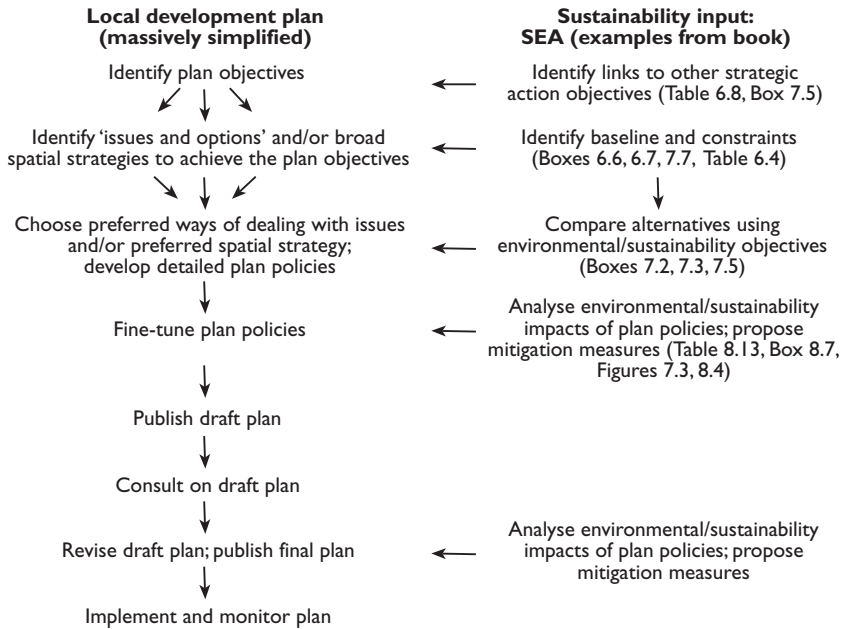 Local development plan
(massively simplified)
Identify plan objectives
Identify ‘issues and options’ and/or broad
spatial strategies to achieve the plan objectives
Choose preferred ways of dealing with issues
and/or preferred spatial strategy;
develop detailed plan policies
Fine-tune plan policies
Publish draft plan
Consult on draft plan
Revise draft plan; publish final plan
Implement and monitor plan
Sustainability input:
SEA (examples from book)
Identify links to other strategic
action objectives (Table 6.8, Box 7.5)
Identify baseline and constraints
(Boxes 6.6, 6.7, 7.7, Table 6.4)
Compare alternatives using
environmental/sustainability objectives
(Boxes 7.2, 7.3, 7.5)
Analyse environmental/sustainability
impacts of plan policies; propose
mitigation measures (Table 8.13, Box 8.7,
Figures 7.3, 8.4)
Analyse environmental/sustainability
impacts of plan policies; propose
mitigation measures